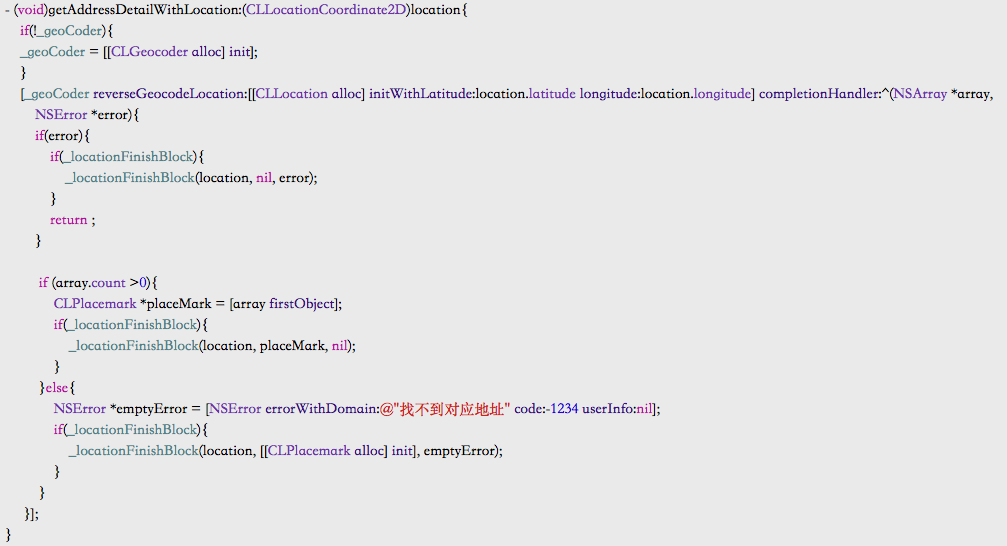 - (void)getAddressDetailWithLocation:(CLLocationCoordinate2D)location{
if(!_geoCoder){
_geoCoder = [[CLGeocoder alloc] init];
}
[_geoCoder reverseGeocodeLocation:[[CLLocation alloc] initWithLatitude:location.latitude longitude:location.longitude] completionHandler:^(NSArray *array,
NSError *error){
if(error){
if(_locationFinishBlock){
_locationFinishBlock(location, nil, error);
}
return ;
}
if (array.count >0){
CLPlacemark *placeMark = [array firstObject];
if(_locationFinishBlock){
_locationFinishBlock(location, placeMark, nil);
}
}else{
NSError *emptyError = [NSError errorWithDomain:@"找不到对应地址" code:-1234 userInfo:nil];
if(_locationFinishBlock){
_locationFinishBlock(location, [[CLPlacemark alloc] init], emptyError);
}
}
}];
}